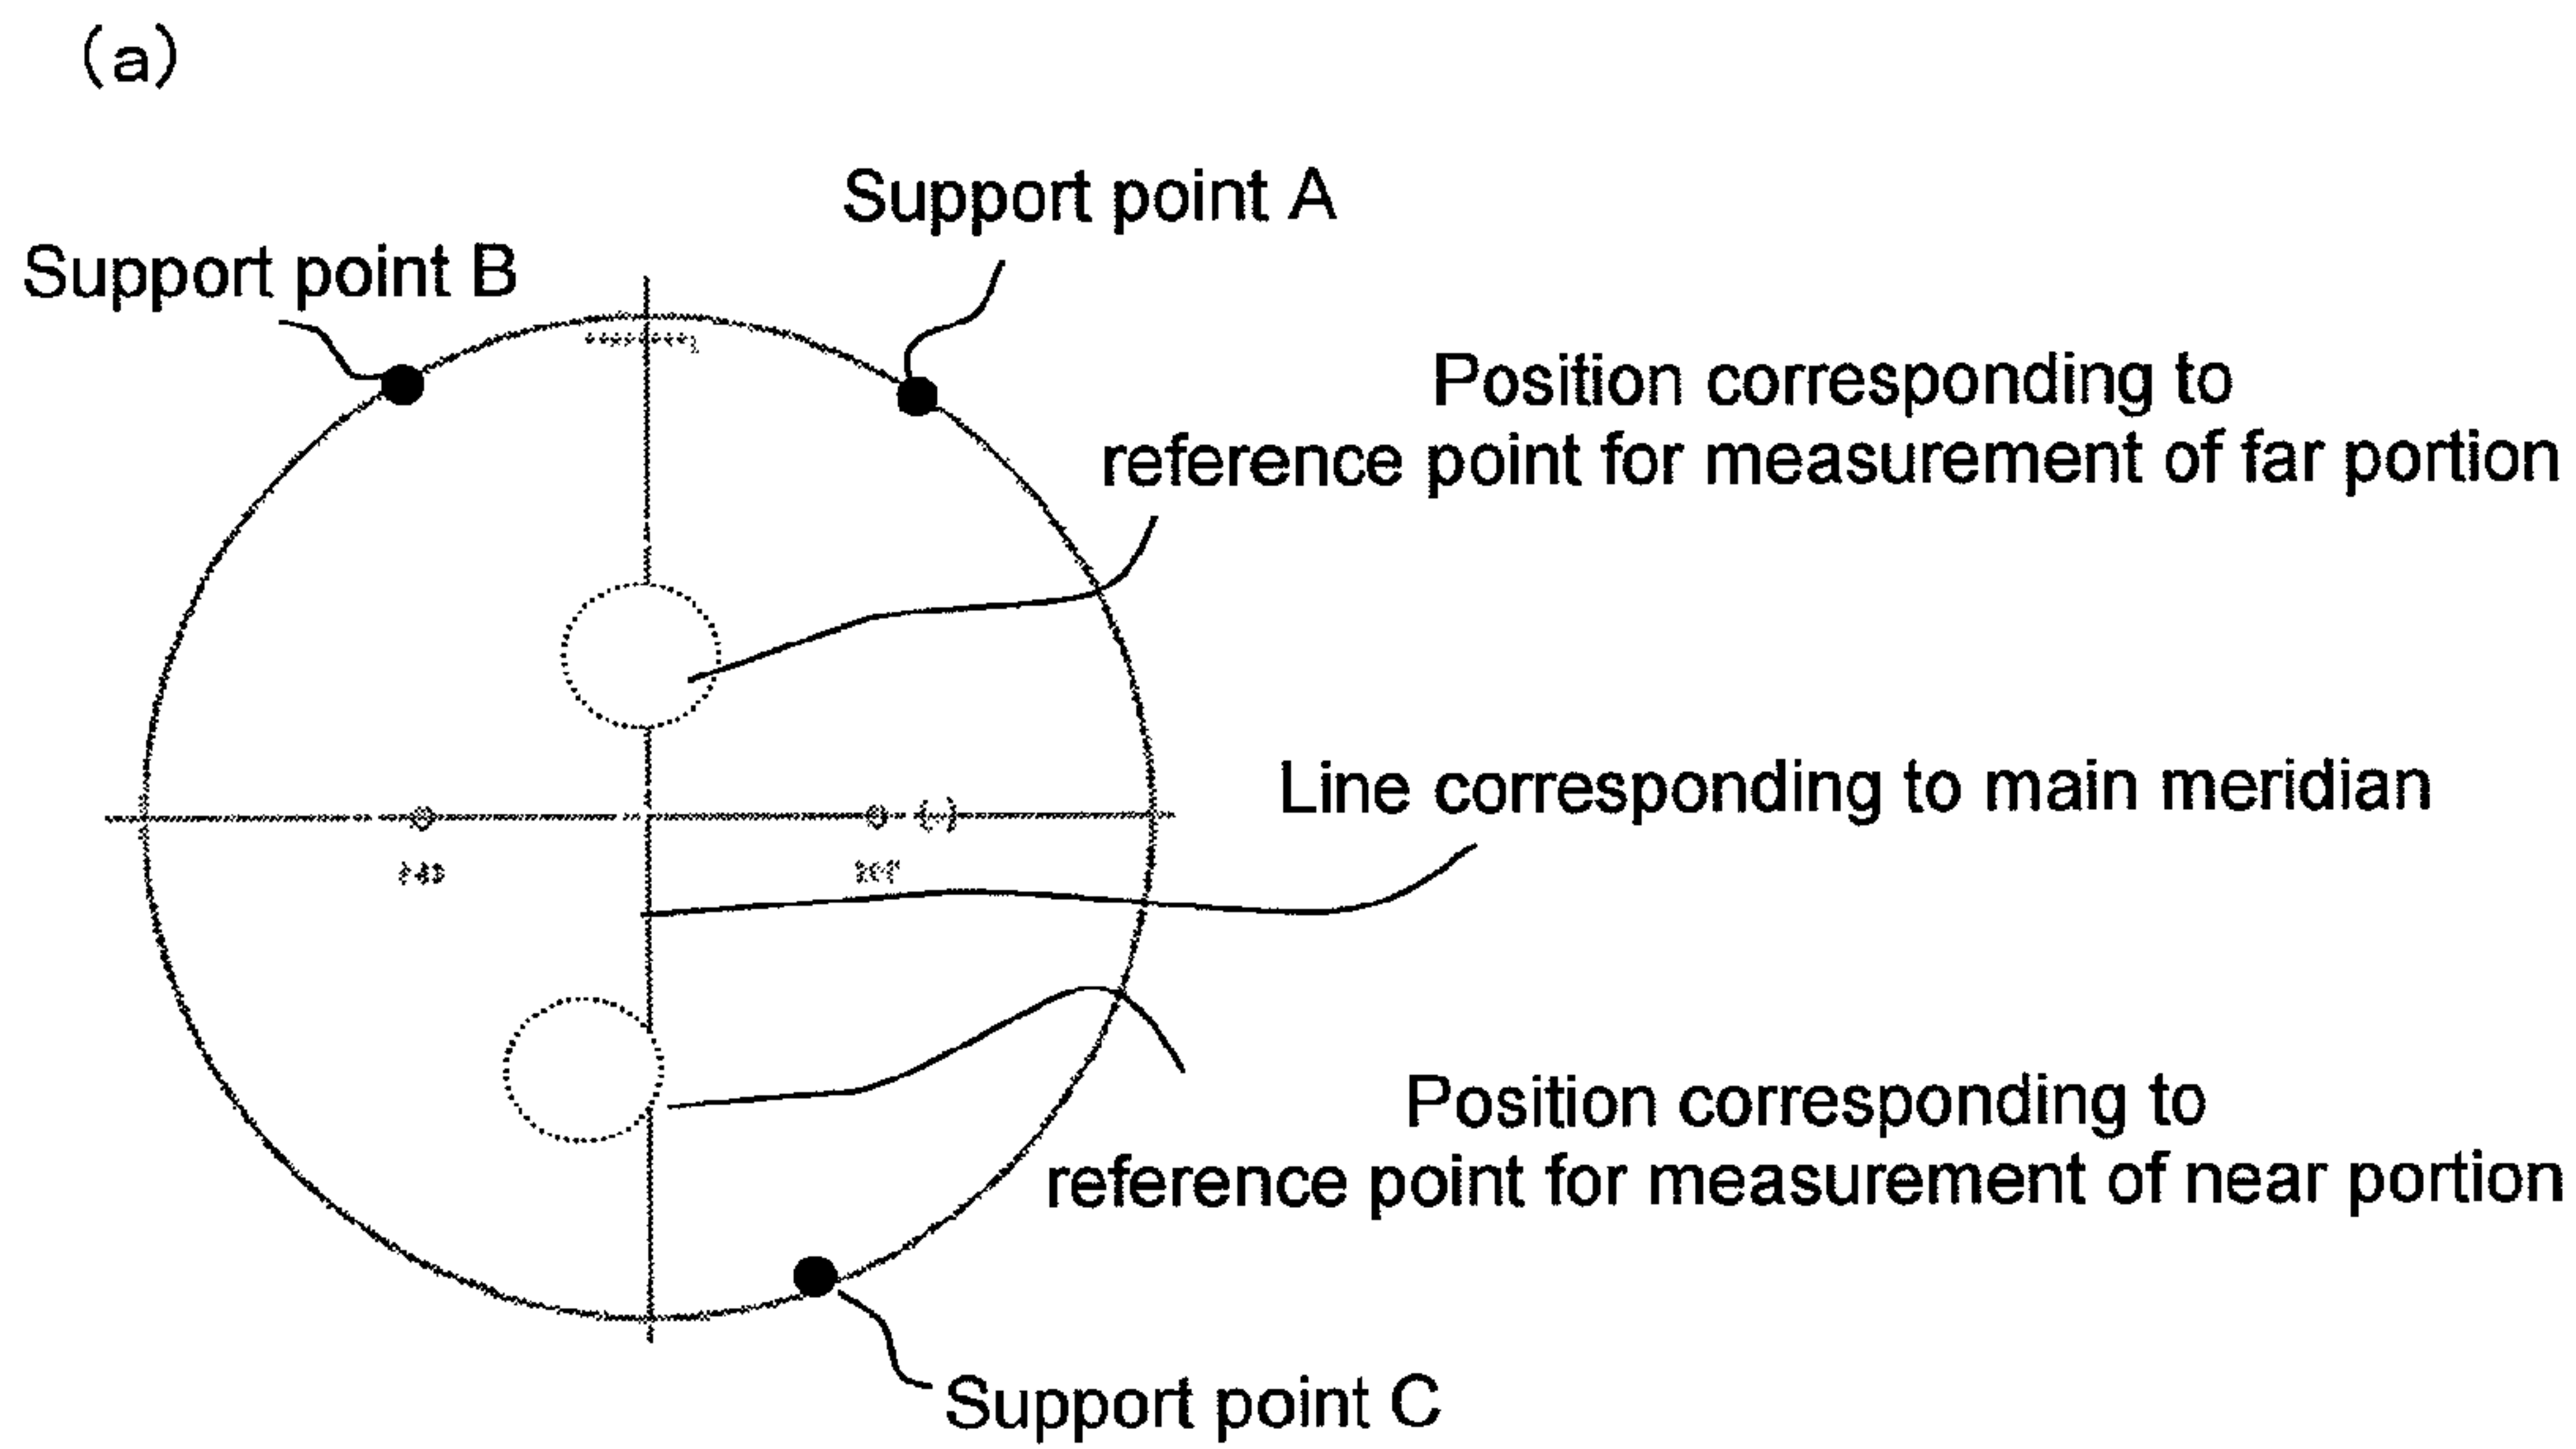 (a)
Support point A
Support point B
Position corresponding to
reference point for measurement of far portion
Line corresponding to main meridian
Position corresponding to
reference point for measurement of near portion
Support point C